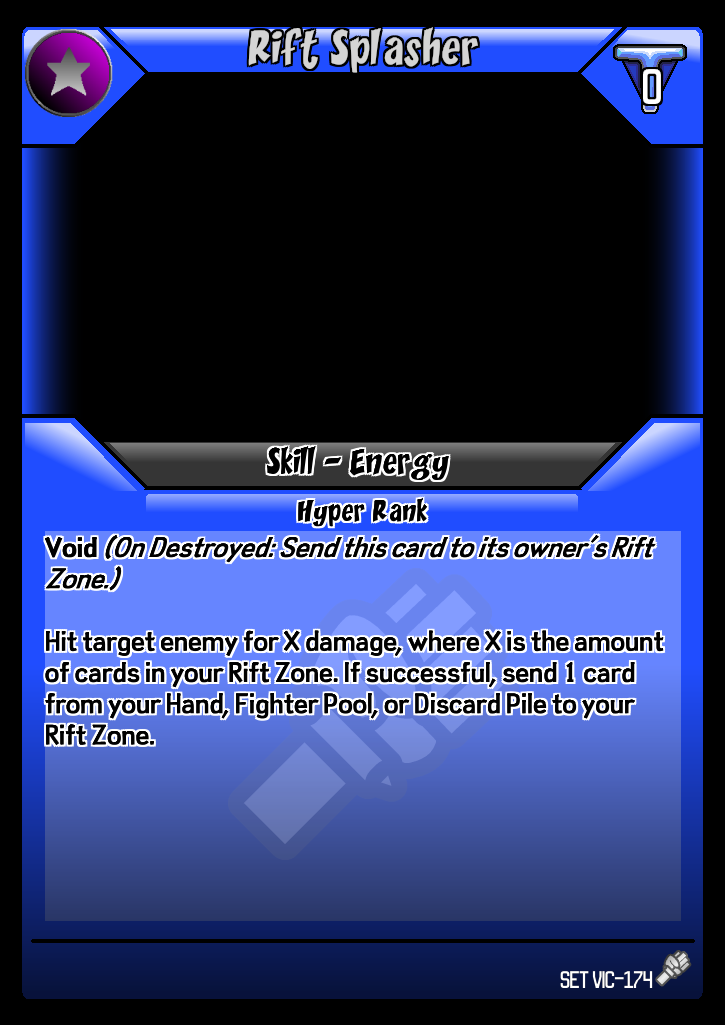 Rift Splasher
0
Skill - Energy
Hyper Rank
Void (On Destroyed: Send this card to its owner's Rift
Zone.)
Hit target enemy for X damage, where X is the amount
of cards in your Rift Zone. If successful, send 1 card
from your Hand, Fighter Pool, or Discard Pile to your
Rift Zone.
SET VIC-174